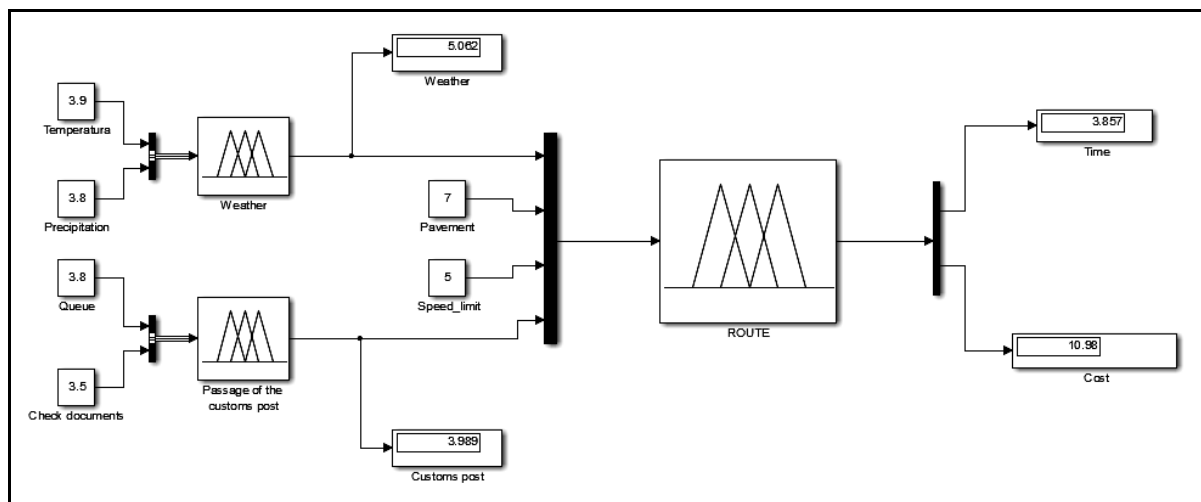 5.062
Weather
3.9
Temperatura
Weather
3.8
Precipitation
7
Pavement
3.8
Queue
5
Speed_limit
ROUTE
3.857
Time
3.5
Check documents
Passage of the
customs post
3.989
Customs post
10.98
Cost